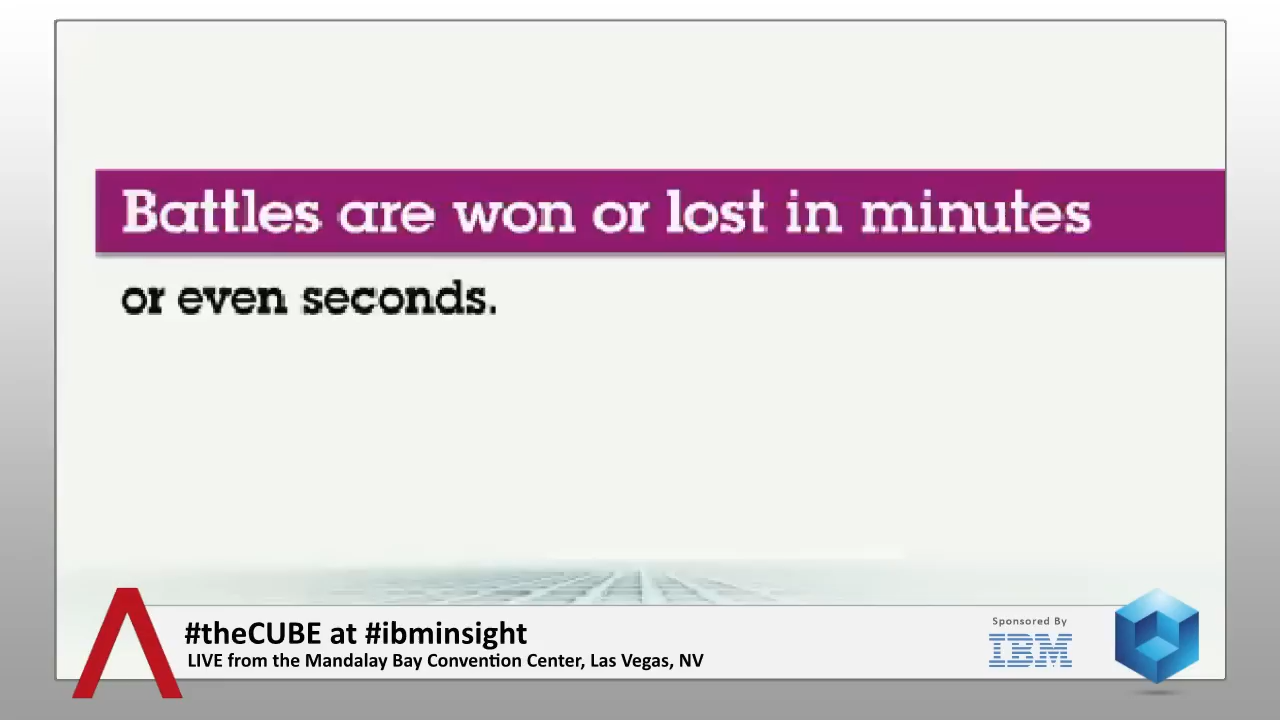 Battles are won or lost in minutes
or even seconds.
#theCUBE at #ibminsight
LIVE from the Mandalay Bay Convention Center, Las Vegas, NV
Sponsored By
IBM